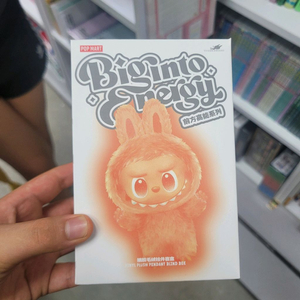 POP MART
Big Into
Energy
前方高能系列
VINYL PLUSH PENDANT BLIND BOX